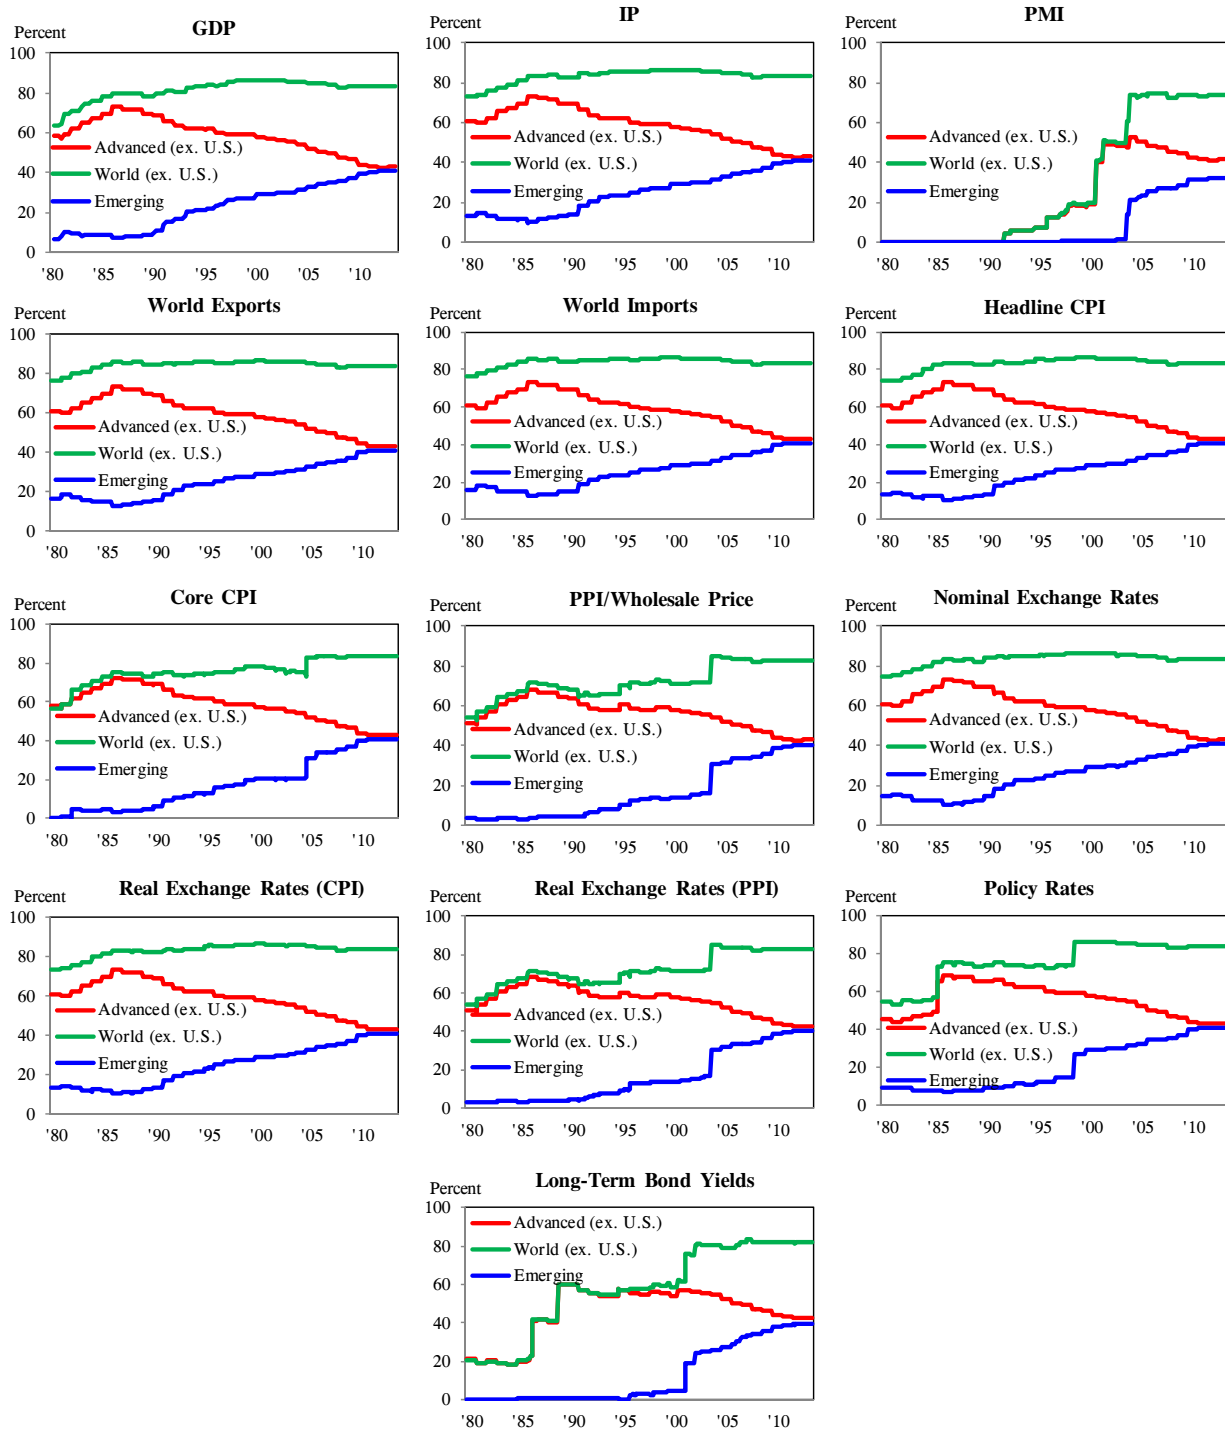 GDP
Percent
100
80
60
40
20
0
Advanced (ex. U.S.)
World (ex. U.S.)
Emerging
'80 '85 '90 '95 '00 '05 '10
IP
Percent
100
80
60
40
20
0
Advanced (ex. U.S.)
World (ex. U.S.)
Emerging
'80 '85 '90 '95 '00 '05 '10
PMI
Percent
100
80
60
40
20
0
Advanced (ex. U.S.)
World (ex. U.S.)
Emerging
'80 '85 '90 '95 '00 '05 '10
World Exports
Percent
100
80
60
40
20
0
Advanced (ex. U.S.)
World (ex. U.S.)
Emerging
'80 '85 '90 '95 '00 '05 '10
World Imports
Percent
100
80
60
40
20
0
Advanced (ex. U.S.)
World (ex. U.S.)
Emerging
'80 '85 '90 '95 '00 '05 '10
Headline CPI
Percent
100
80
60
40
20
0
Advanced (ex. U.S.)
World (ex. U.S.)
Emerging
'80 '85 '90 '95 '00 '05 '10
Core CPI
Percent
100
80
60
40
20
0
Advanced (ex. U.S.)
World (ex. U.S.)
Emerging
'80 '85 '90 '95 '00 '05 '10
PPI/Wholesale Price
Percent
100
80
60
40
20
0
Advanced (ex. U.S.)
World (ex. U.S.)
Emerging
'80 '85 '90 '95 '00 '05 '10
Nominal Exchange Rates
Percent
100
80
60
40
20
0
Advanced (ex. U.S.)
World (ex. U.S.)
Emerging
'80 '85 '90 '95 '00 '05 '10
Real Exchange Rates (CPI)
Percent
100
80
60
40
20
0
Advanced (ex. U.S.)
World (ex. U.S.)
Emerging
'80 '85 '90 '95 '00 '05 '10
Real Exchange Rates (PPI)
Percent
100
80
60
40
20
0
Advanced (ex. U.S.)
World (ex. U.S.)
Emerging
'80 '85 '90 '95 '00 '05 '10
Policy Rates
Percent
100
80
60
40
20
0
Advanced (ex. U.S.)
World (ex. U.S.)
Emerging
'80 '85 '90 '95 '00 '05 '10
Long-Term Bond Yields
Percent
100
80
60
40
20
0
Advanced (ex. U.S.)
World (ex. U.S.)
Emerging
'80 '85 '90 '95 '00 '05 '10